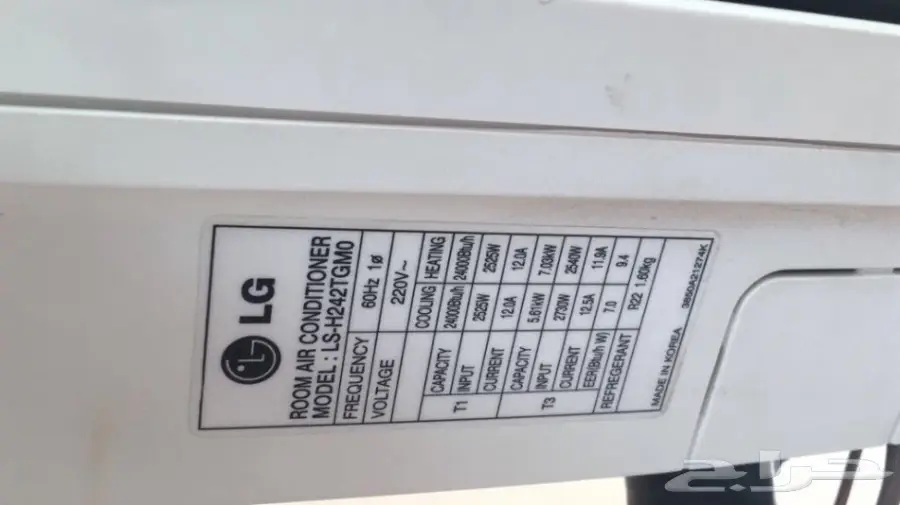 LG
ROOM AIR CONDITIONER
MODEL : LS-H242TGM0
FREQUENCY 60Hz 1ø
VOLTAGE 220V~
COOLING HEATING
T1 CAPACITY 24000Btu/h 24000Btu/h
INPUT 2525W 2525W
CURRENT 12.0A 12.0A
T3 CAPACITY 5.61kW 7.03kW
INPUT 2730W 2540W
CURRENT 12.5A 11.9A
EER(Btu/h W) 7.0 9.4
REFREGERANT R22 1.60kg
MADE IN KOREA 3850A21274K
حراج